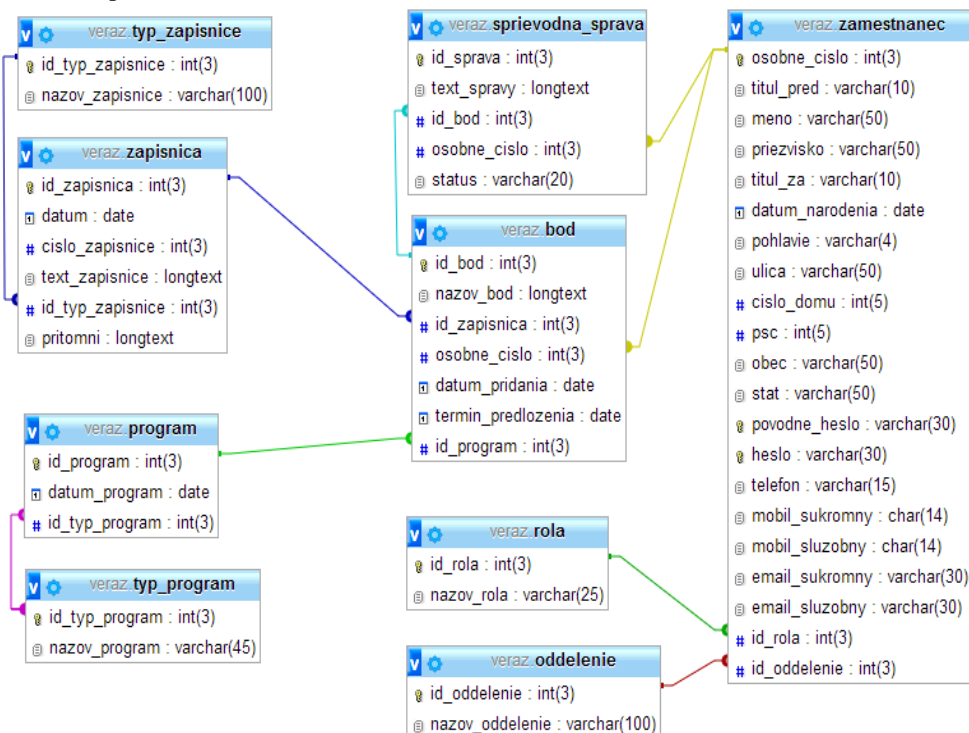 veraz.typ_zapisnice
id_typ_zapisnice : int(3)
nazov_zapisnice : varchar(100)
veraz.zapisnica
id_zapisnica : int(3)
datum : date
cislo_zapisnice : int(3)
text_zapisnice : longtext
id_typ_zapisnice : int(3)
pritomni : longtext
veraz.program
id_program : int(3)
datum_program : date
id_typ_program : int(3)
veraz.typ_program
id_typ_program : int(3)
nazov_program : varchar(45)
veraz.sprievodna_sprava
id_sprava : int(3)
text_spravy : longtext
id_bod : int(3)
osobne_cislo : int(3)
status : varchar(20)
veraz.bod
id_bod : int(3)
nazov_bod : longtext
id_zapisnica : int(3)
osobne_cislo : int(3)
datum_pridania : date
termin_predlozenia : date
id_program : int(3)
veraz.rola
id_rola : int(3)
nazov_rola : varchar(25)
veraz.oddelenie
id_oddelenie : int(3)
nazov_oddelenie : varchar(100)
veraz.zamestnanec
osobne_cislo : int(3)
titul_pred : varchar(10)
meno : varchar(50)
priezvisko : varchar(50)
titul_za : varchar(10)
datum_narodenia : date
pohlavie : varchar(4)
ulica : varchar(50)
cislo_domu : int(5)
psc : int(5)
obec : varchar(50)
stat : varchar(50)
povodne_heslo : varchar(30)
heslo : varchar(30)
telefon : varchar(15)
mobil_sukromny : char(14)
mobil_sluzobny : char(14)
email_sukromny : varchar(30)
email_sluzobny : varchar(30)
id_rola : int(3)
id_oddelenie : int(3)